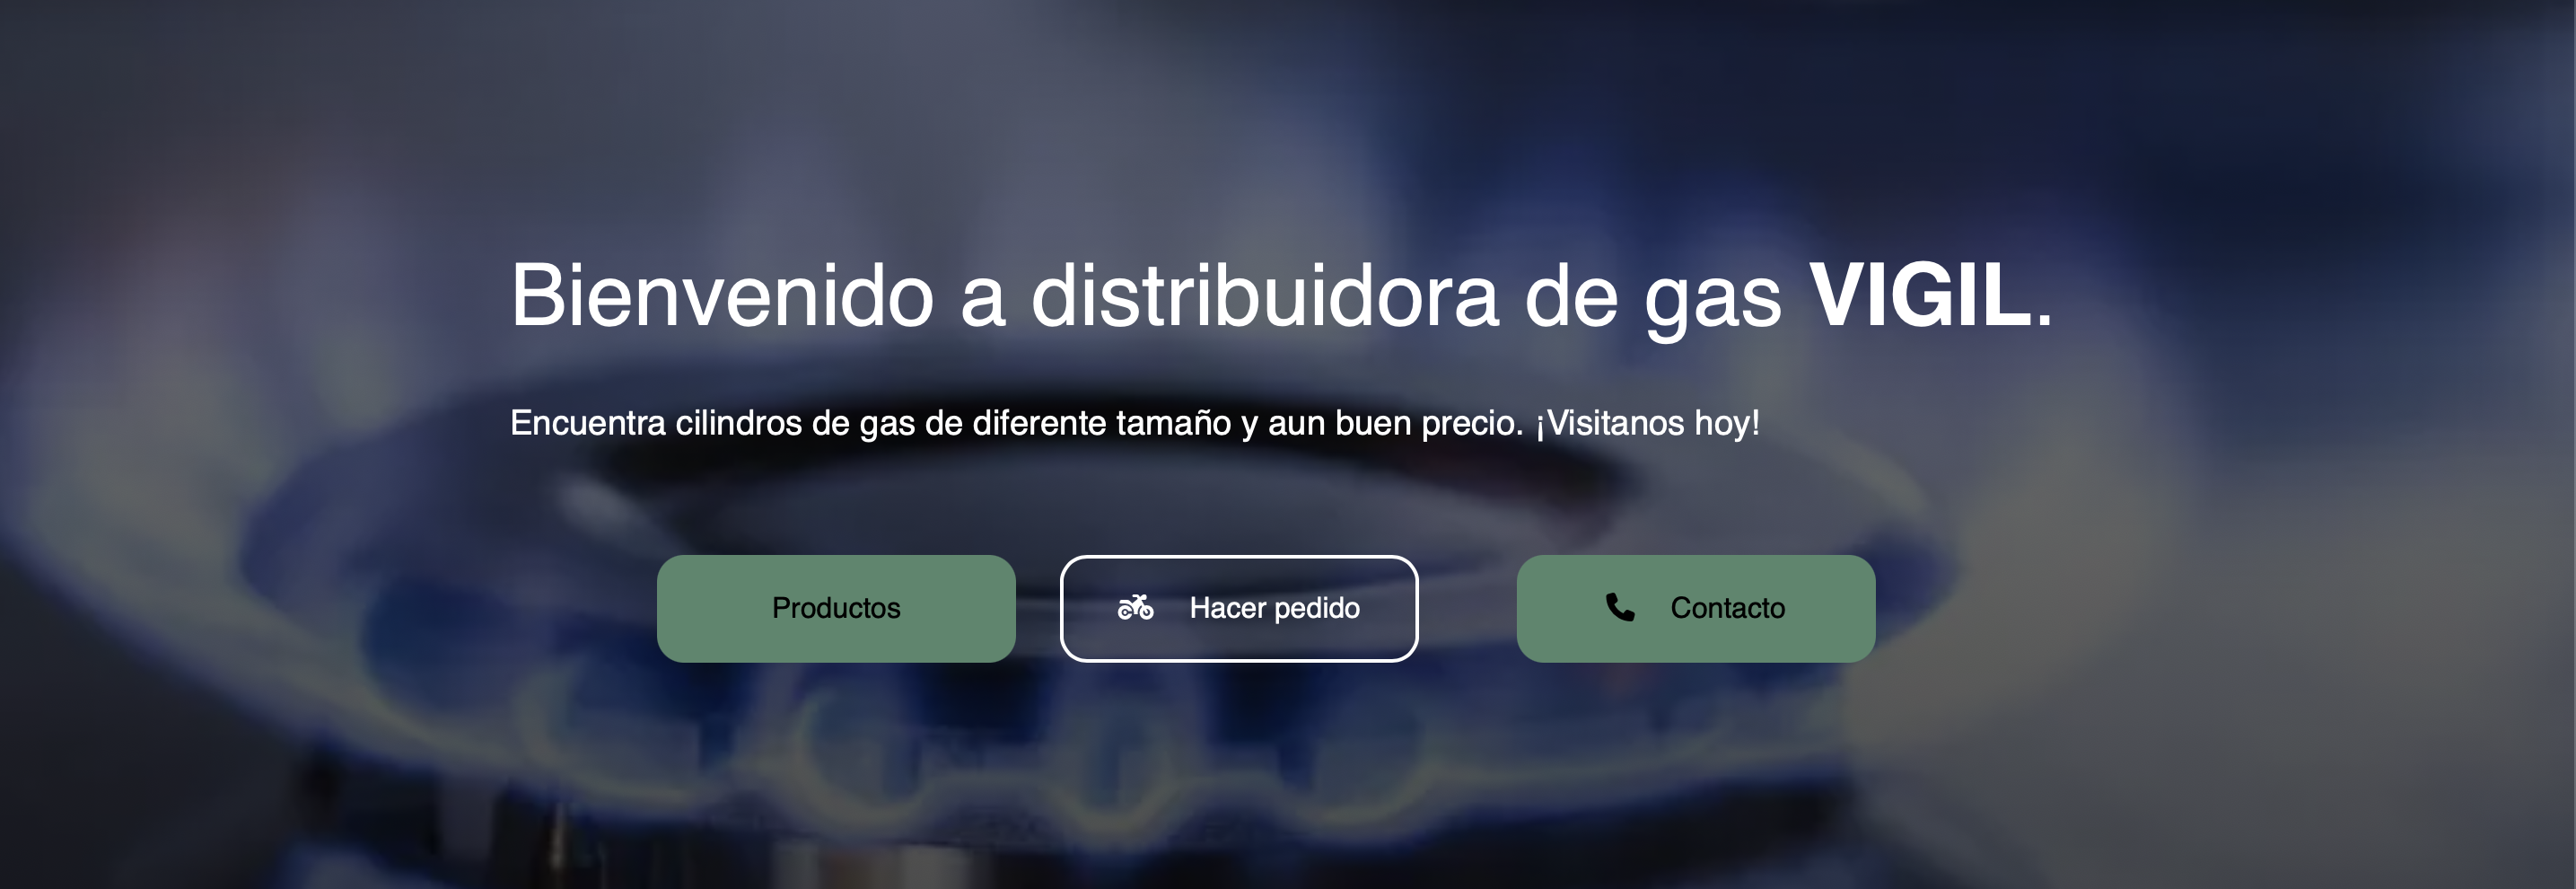 Bienvenido a distribuidora de gas VIGIL.
Encuentra cilindros de gas de diferente tamaño y aun buen precio. ¡Visitanos hoy!
Productos
Hacer pedido
Contacto